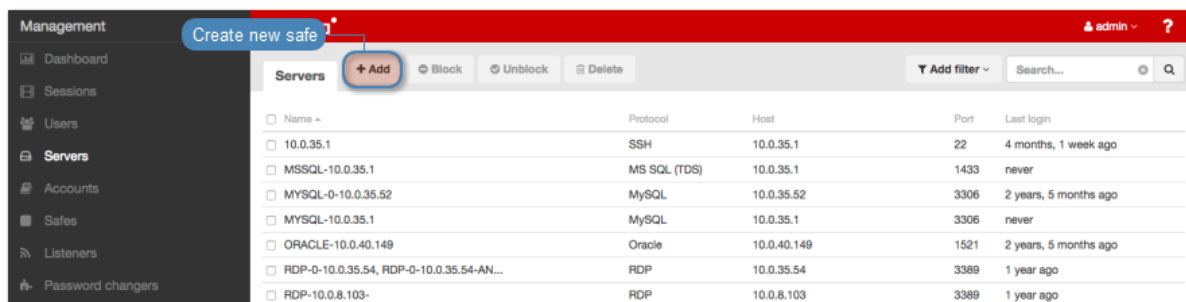 Management
Create new safe
admin
?
Dashboard
Sessions
Users
Servers
Accounts
Safes
Listeners
Password changers
Servers
+ Add
Block
Unblock
Delete
Add filter
Search...
Name Protocol Host Port Last login
10.0.35.1 SSH 10.0.35.1 22 4 months, 1 week ago
MSSQL-10.0.35.1 MS SQL (TDS) 10.0.35.1 1433 never
MYSQL-0-10.0.35.52 MySQL 10.0.35.52 3306 2 years, 5 months ago
MYSQL-10.0.35.1 MySQL 10.0.35.1 3306 never
ORACLE-10.0.40.149 Oracle 10.0.40.149 1521 2 years, 5 months ago
RDP-0-10.0.35.54, RDP-0-10.0.35.54-AN... RDP 10.0.35.54 3389 1 year ago
RDP-10.0.8.103- RDP 10.0.8.103 3389 1 year ago